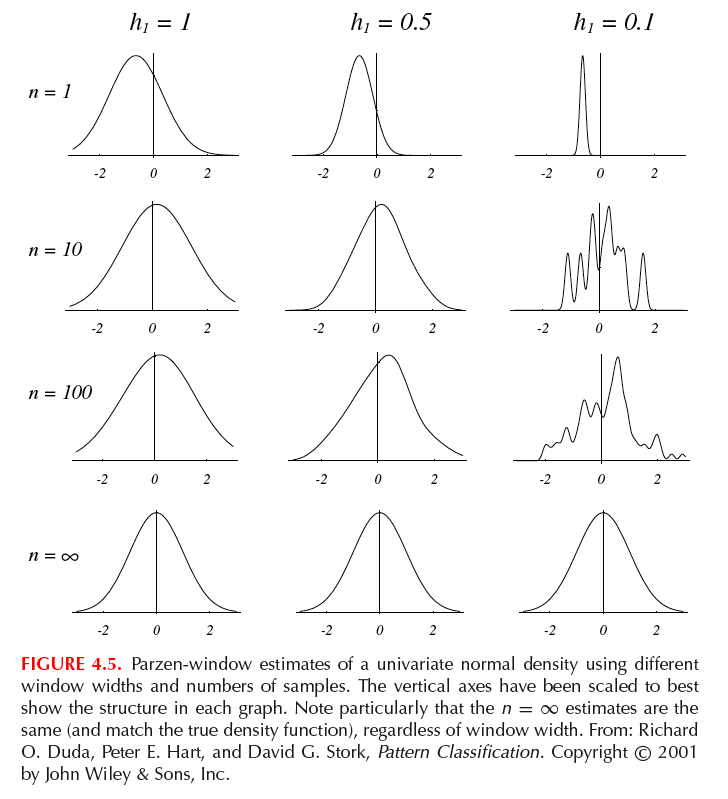 h₁ = 1 h₁ = 0.5 h₁ = 0.1
n = 1
-2 0 2 -2 0 2 -2 0 2
n = 10
-2 0 2 -2 0 2 -2 0 2
n = 100
-2 0 2 -2 0 2 -2 0 2
n = ∞
-2 0 2 -2 0 2 -2 0 2
FIGURE 4.5. Parzen-window estimates of a univariate normal density using different
window widths and numbers of samples. The vertical axes have been scaled to best
show the structure in each graph. Note particularly that the n = ∞ estimates are the
same (and match the true density function), regardless of window width. From: Richard
O. Duda, Peter E. Hart, and David G. Stork, Pattern Classification. Copyright © 2001
by John Wiley & Sons, Inc.